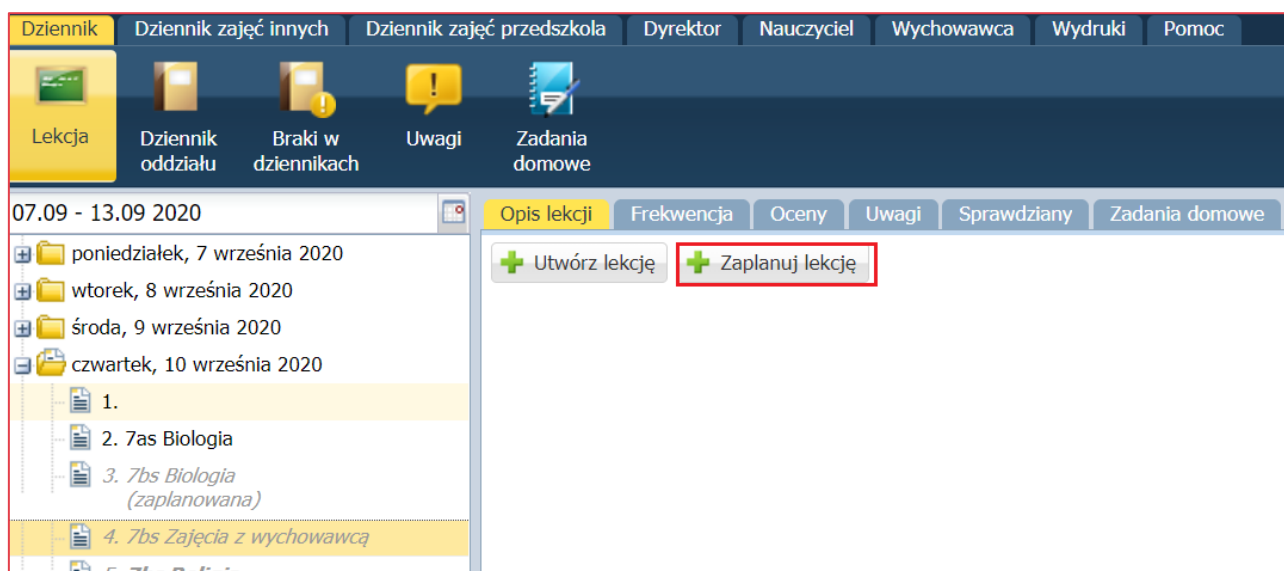 Dziennik Dziennik zajęć innych Dziennik zajęć przedszkola Dyrektor Nauczyciel Wychowawca Wydruki Pomoc
Lekcja
Dziennik
oddziału
Braki w
dziennikach
Uwagi
Zadania
domowe
07.09 - 13.09 2020
Opis lekcji Frekwencja Oceny Uwagi Sprawdziany Zadania domowe
Utwórz lekcję Zaplanuj lekcję
poniedziałek, 7 września 2020
wtorek, 8 września 2020
środa, 9 września 2020
czwartek, 10 września 2020
1.
2. 7as Biologia
3. 7bs Biologia
(zaplanowana)
4. 7bs Zajęcia z wychowawcą